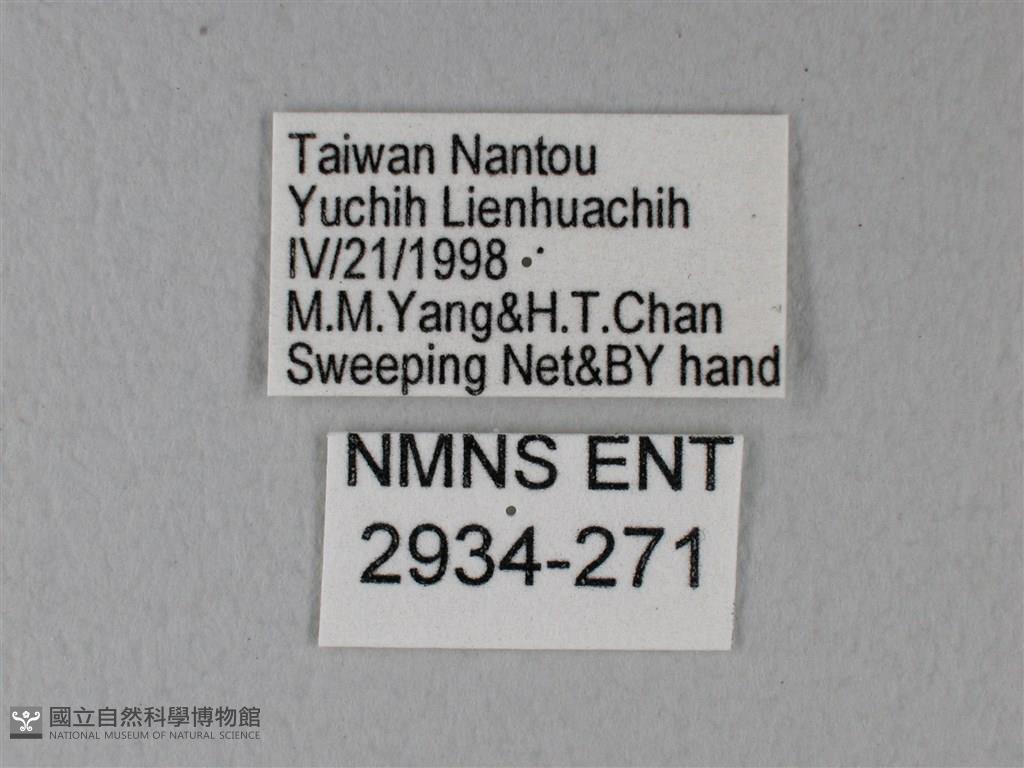 Taiwan Nantou
Yuchih Lienhuachih
IV/21/1998
M.M.Yang&H.T.Chan
Sweeping Net&BY hand
NMNS ENT
2934-271
國立自然科學博物館
NATIONAL MUSEUM OF NATURAL SCIENCE